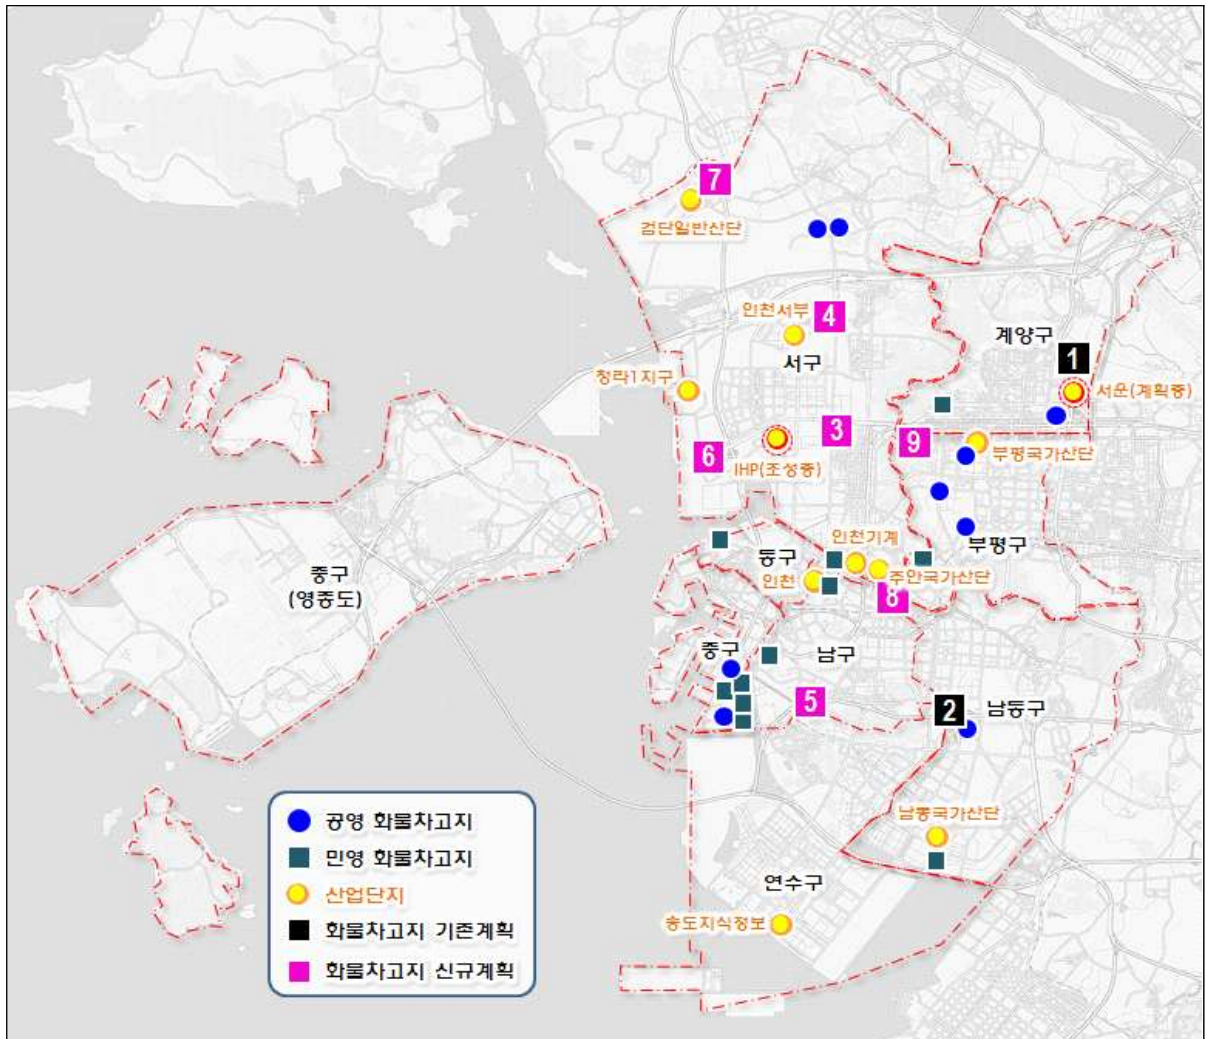 7
검단일반산단
인천서부
4
계양구
1
서구
청라1지구
서운(계획중)
3
9
6
IHP(조성중)
부평국가산단
인천기계
동구
부평구
인천
주안국가산단
8
중구
(영종도)
중구
남구
5
2
남동구
공영 화물차고지
민영 화물차고지
산업단지
화물차고지 기존계획
화물차고지 신규계획
남동국가산단
연수구
송도지식정보